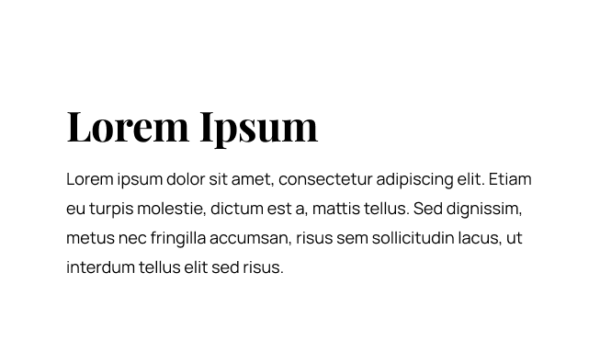 Lorem Ipsum
Lorem ipsum dolor sit amet, consectetur adipiscing elit. Etiam
eu turpis molestie, dictum est a, mattis tellus. Sed dignissim,
metus nec fringilla accumsan, risus sem sollicitudin lacus, ut
interdum tellus elit sed risus.